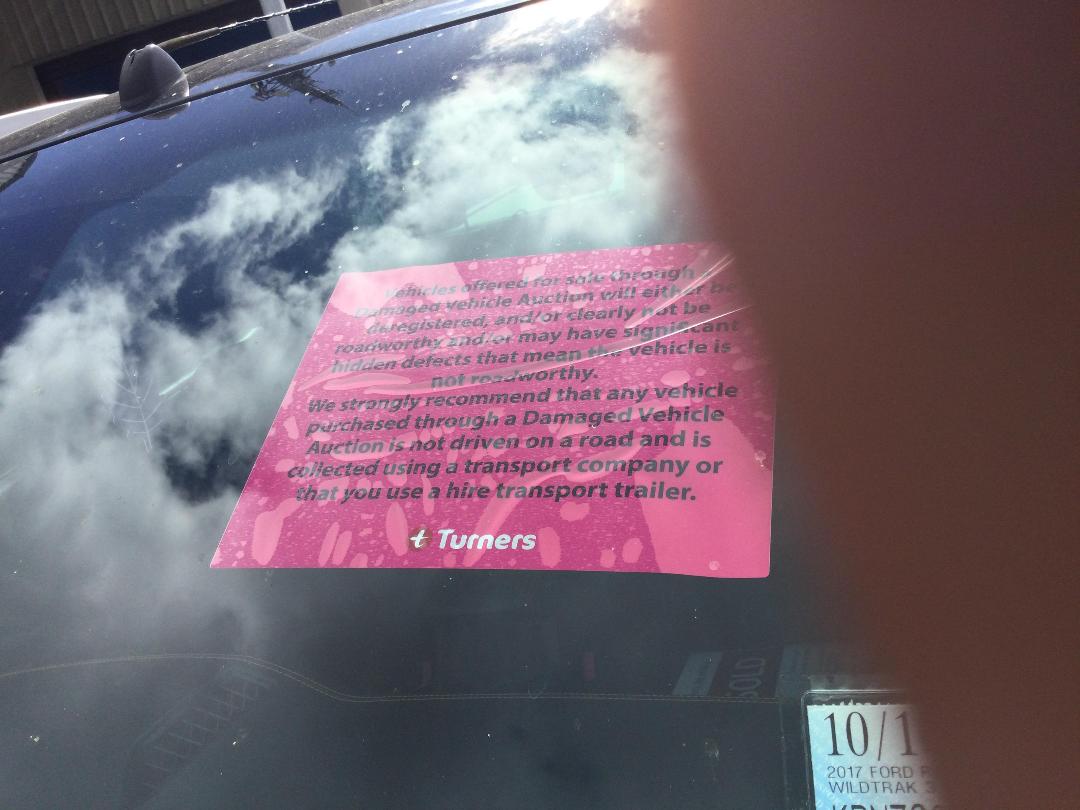 Vehicles offered for sale through a
Damaged Vehicle Auction will either be
deregistered, and/or clearly not be
roadworthy and/or may have significant
hidden defects that mean the vehicle is
not roadworthy.
We strongly recommend that any vehicle
purchased through a Damaged Vehicle
Auction is not driven on a road and is
collected using a transport company or
that you use a hire transport trailer.
t Turners
SOLD
10/1
2017 FORD
WILDTRAK